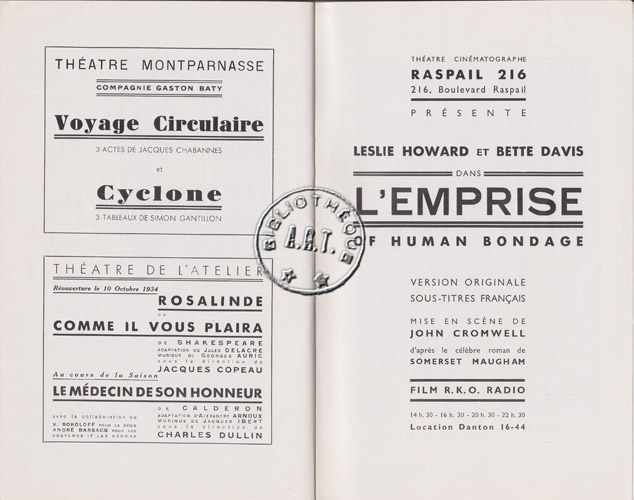 THÉATRE MONTPARNASSE
COMPAGNIE GASTON BATY
Voyage Circulaire
3 ACTES DE JACQUES CHABANNES
et
Cyclone
3 TABLEAUX DE SIMON GANTILLON
THÉATRE DE L'ATELIER
Réouverture le 10 Octobre 1934
ROSALINDE
OU
COMME IL VOUS PLAIRA
DE SHAKESPEARE
ADAPTATION DE JULES DELACRE
MUSIQUE DE GEORGES AURIC
sous la direction de
JACQUES COPEAU
Au cours de la Saison
LE MÉDECIN DE SON HONNEUR
DE CALDERON
ADAPTATION D'ALEXANDRE ARNOUX
MUSIQUE DE JACQUES IBERT
sous la direction de
CHARLES DULLIN
avec la collaboration de
V. SOKOLOFF POUR LA RÉGIE
ANDRÉ BARSACQ POUR LES
COSTUMES ET LES DÉCORS
BIBLIOTHÈQUE
A.R.T.
THÉATRE CINÉMATOGRAPHE
RASPAIL 216
216, Boulevard Raspail
PRÉSENTE
LESLIE HOWARD ET BETTE DAVIS
DANS
L'EMPRISE
OF HUMAN BONDAGE
VERSION ORIGINALE
SOUS-TITRES FRANÇAIS
MISE EN SCÈNE DE
JOHN CROMWELL
d'après le célèbre roman de
SOMERSET MAUGHAM
FILM R.K.O. RADIO
14 h. 30 - 16 h. 30 - 20 h. 30 - 22 h. 30
Location Danton 16-44